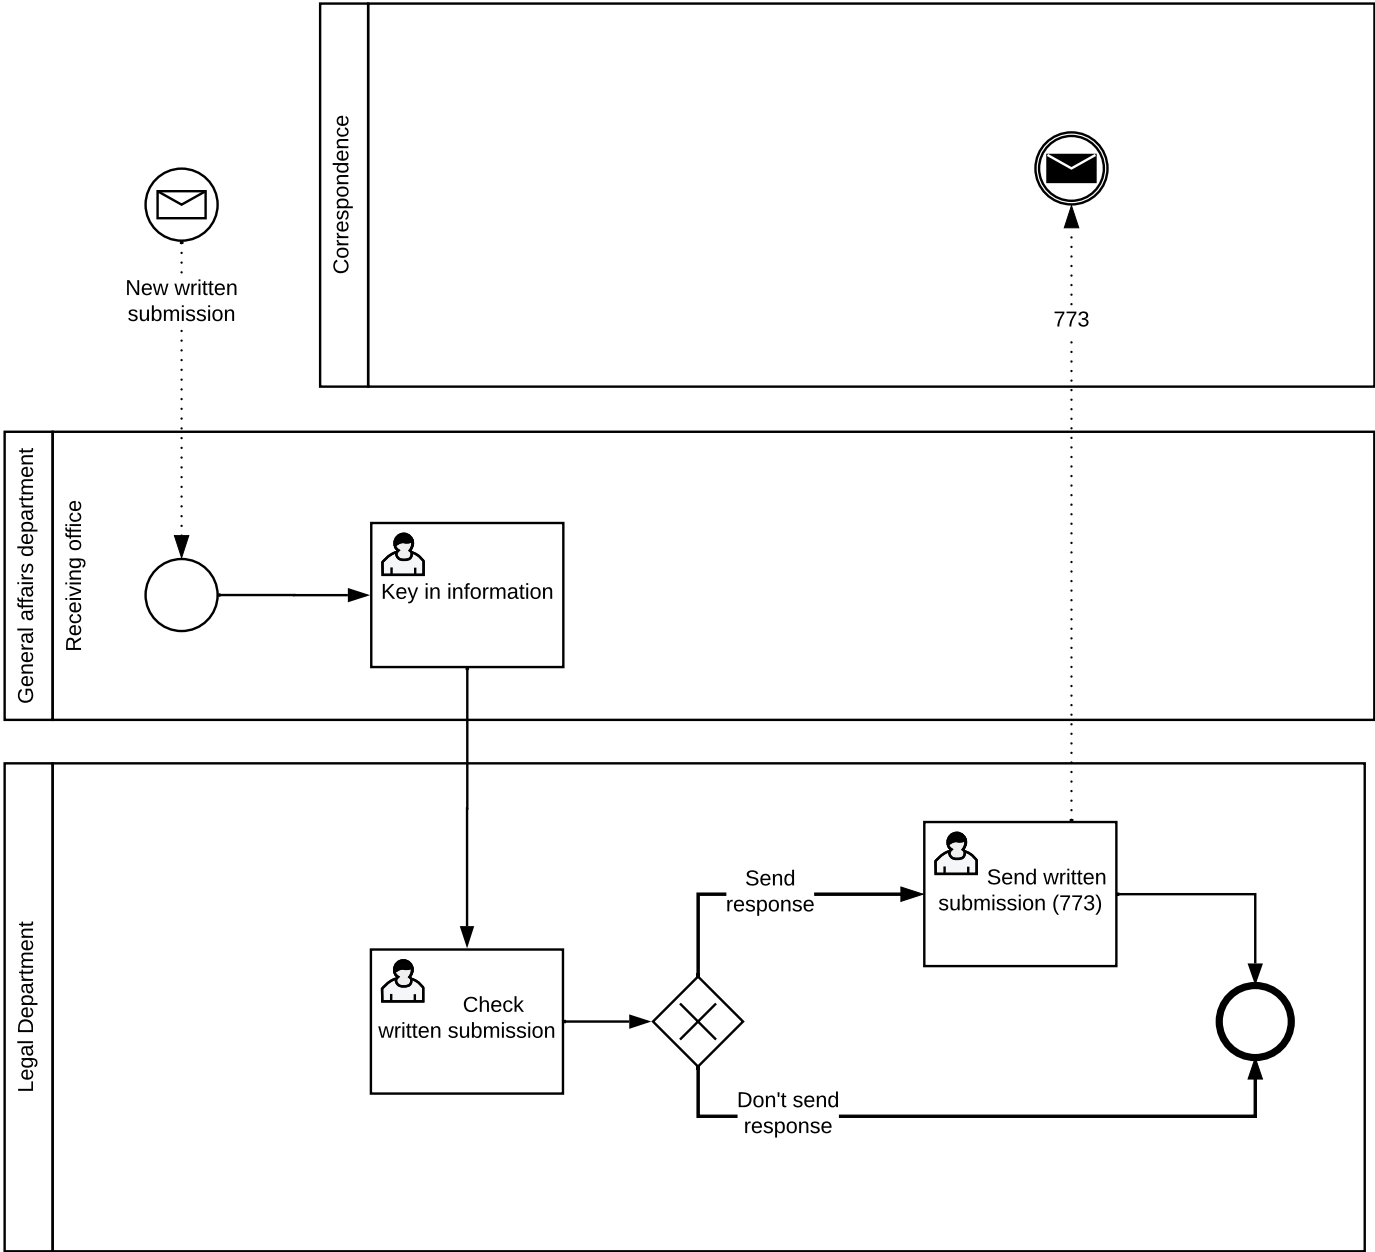 Correspondence
New written
submission
773
General affairs department
Receiving office
Key in information
Legal Department
Send
response
Send written
submission (773)
Check
written submission
Don't send
response